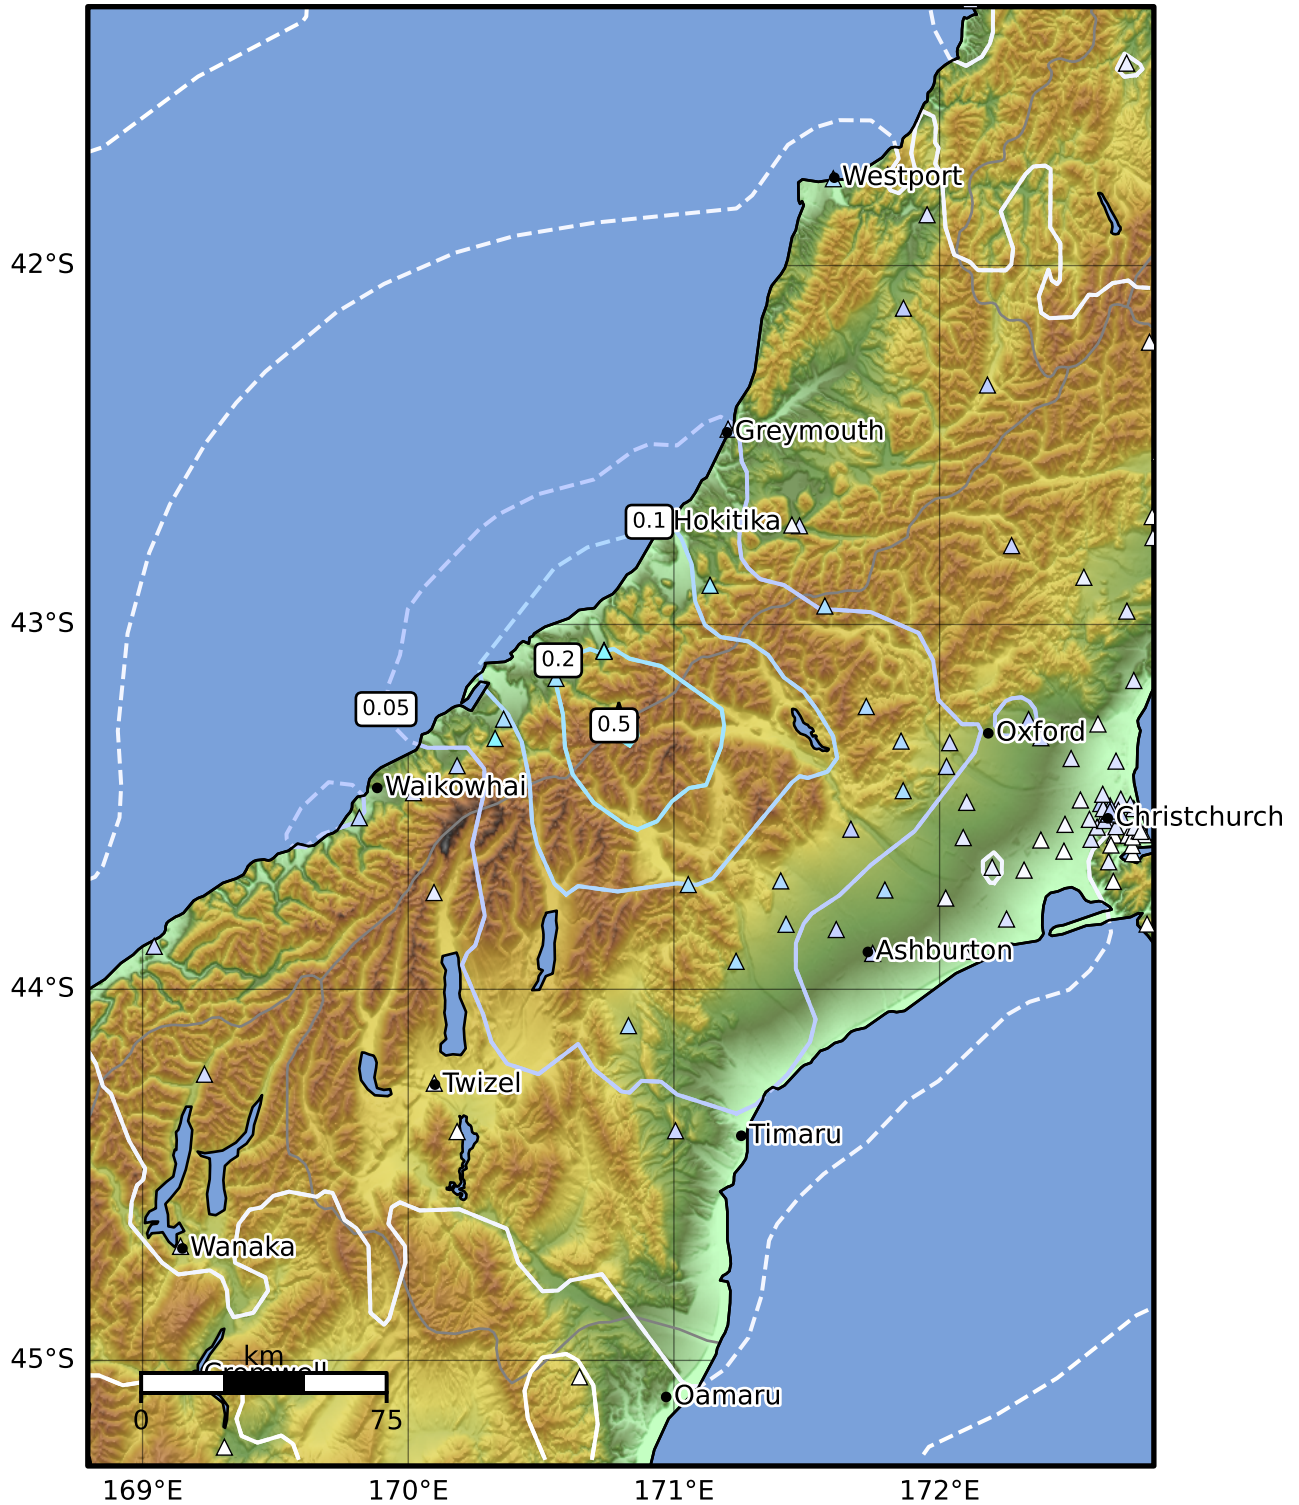 Westport
42°S
Greymouth
0.1
Hokitika
43°S
0.2
0.05
0.5
Oxford
Waikowhai
Christchurch
Ashburton
44°S
Twizel
Timaru
Wanaka
km
45°S
Cromwell
Oamaru
0
75
169°E
170°E
171°E
172°E